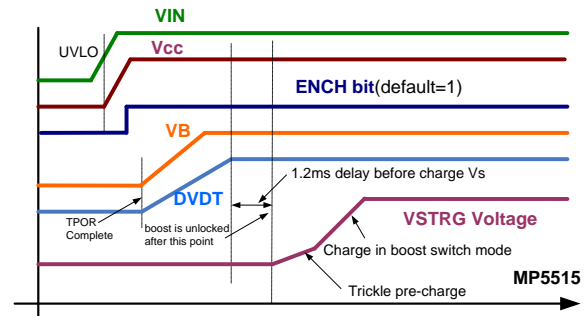 VIN
UVLO
Vcc
ENCH bit(default=1)
VB
1.2ms delay before charge Vs
DVDT
TPOR
Complete
boost is unlocked
after this point
VSTRG Voltage
Charge in boost switch mode
MP5515
Trickle pre-charge